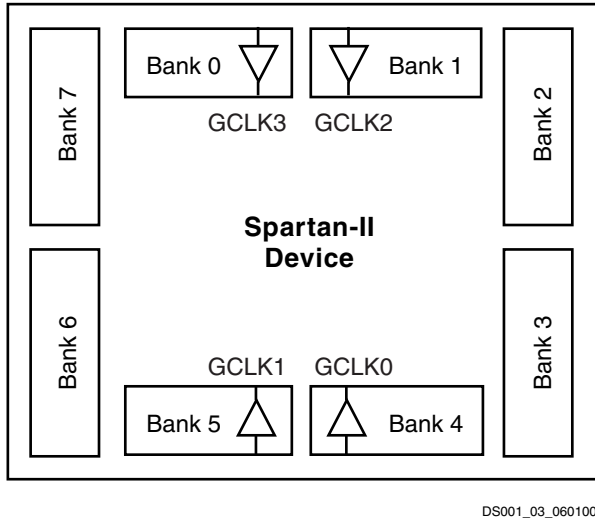 Bank 0
Bank 1
Bank 7
Bank 2
GCLK3
GCLK2
Spartan-II
Device
Bank 6
Bank 3
GCLK1
GCLK0
Bank 5
Bank 4
DS001_03_060100